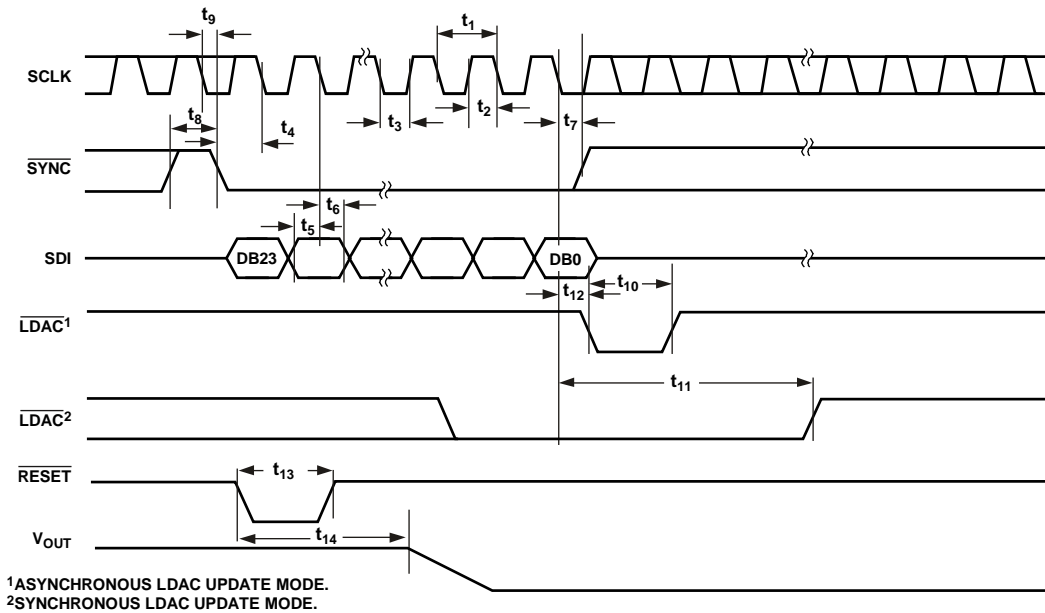 t9
t1
SCLK
t8
t4
t3
t2
t7
SYNC
t6
t5
SDI
DB23
DB0
t12
t10
LDAC1
t11
LDAC2
RESET
t13
t14
VOUT
1ASYNCHRONOUS LDAC UPDATE MODE.
2SYNCHRONOUS LDAC UPDATE MODE.